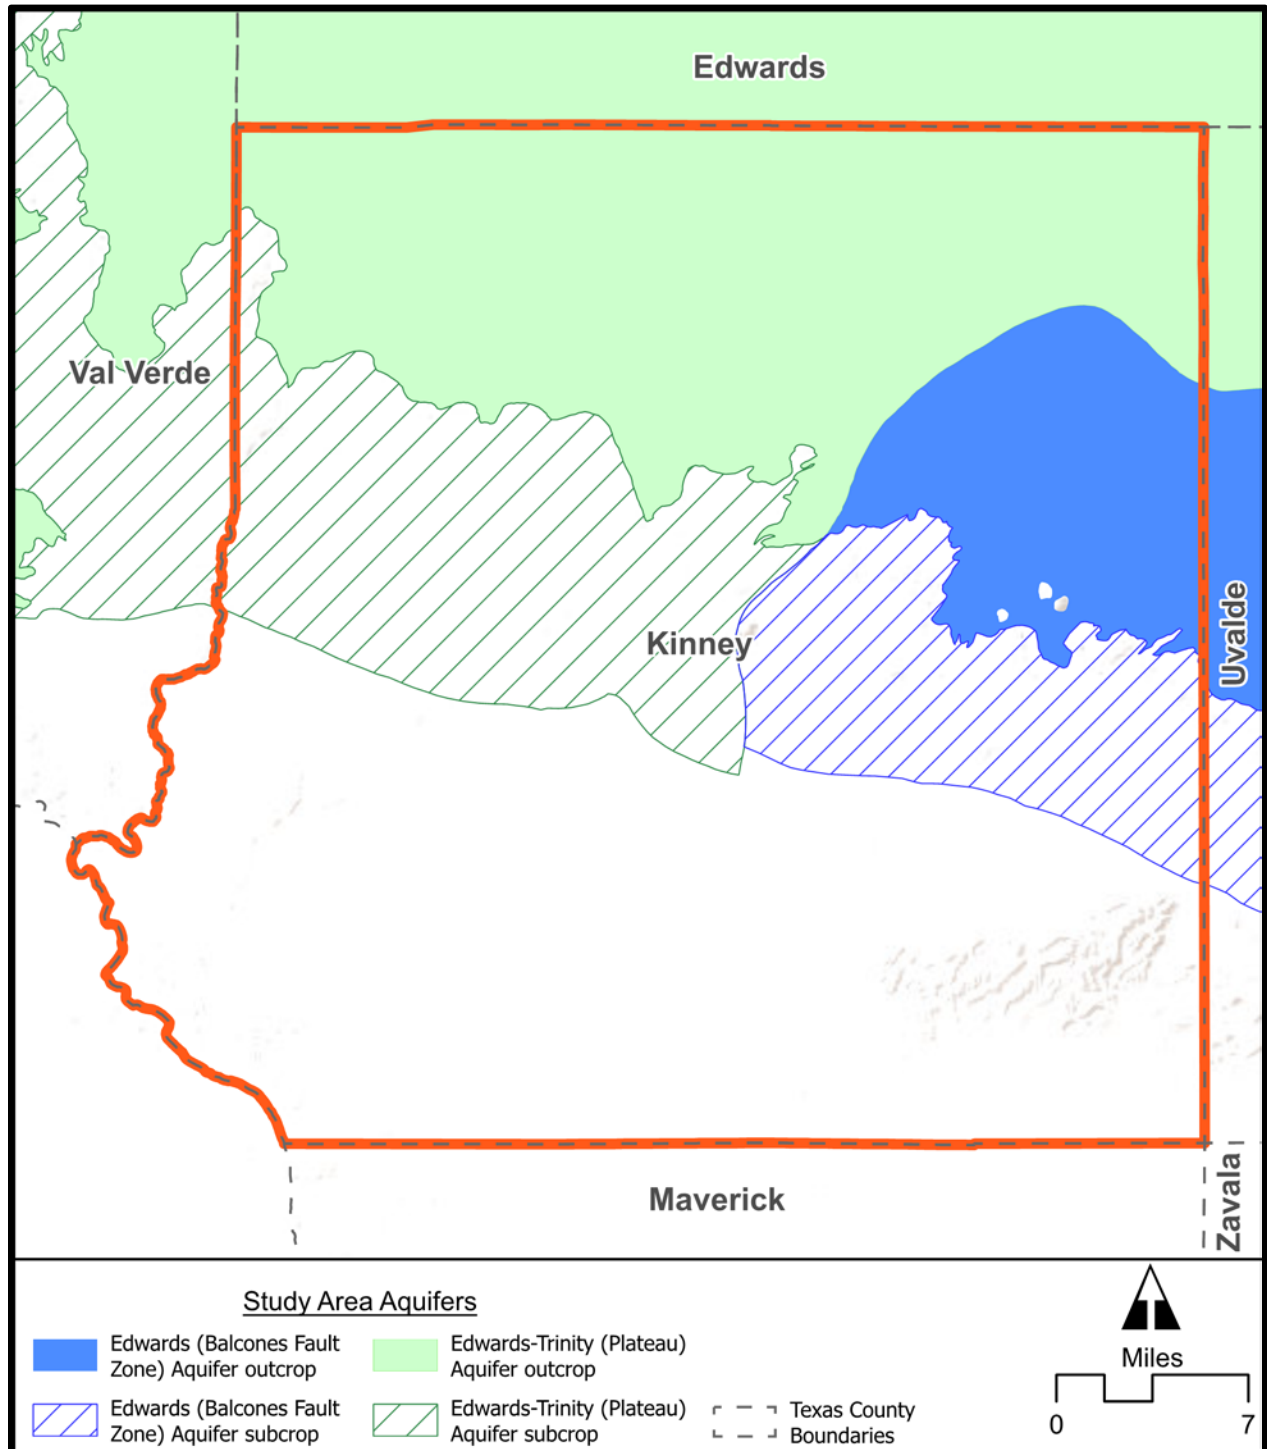 Edwards
Val Verde
Kinney
Uvalde
Maverick
Zavala
Study Area Aquifers
Edwards (Balcones Fault
Zone) Aquifer outcrop
Edwards-Trinity (Plateau)
Aquifer outcrop
Edwards (Balcones Fault
Zone) Aquifer subcrop
Edwards-Trinity (Plateau)
Aquifer subcrop
Texas County
Boundaries
Miles
0 7